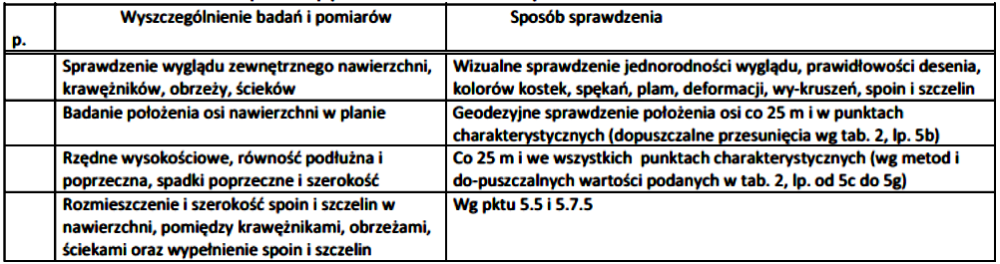 Wyszczególnienie badań i pomiarów
Sposób sprawdzenia
p.
Sprawdzenie wyglądu zewnętrznego nawierzchni,
krawężników, obrzeży, ścieków
Wizualne sprawdzenie jednorodności wyglądu, prawidłowości desenia,
kolorów kostek, spękań, plam, deformacji, wy-kruszeń, spoin i szczelin
Badanie położenia osi nawierzchni w planie
Geodezyjne sprawdzenie położenia osi co 25 m i w punktach
charakterystycznych (dopuszczalne przesunięcia wg tab. 2, lp. 5b)
Rzędne wysokościowe, równość podłużna i
poprzeczna, spadki poprzeczne i szerokość
Co 25 m i we wszystkich punktach charakterystycznych (wg metod i
do-puszczalnych wartości podanych w tab. 2, lp. od 5c do 5g)
Rozmieszczenie i szerokość spoin i szczelin w
nawierzchni, pomiędzy krawężnikami, obrzeżami,
ściekami oraz wypełnienie spoin i szczelin
Wg pktu 5.5 i 5.7.5